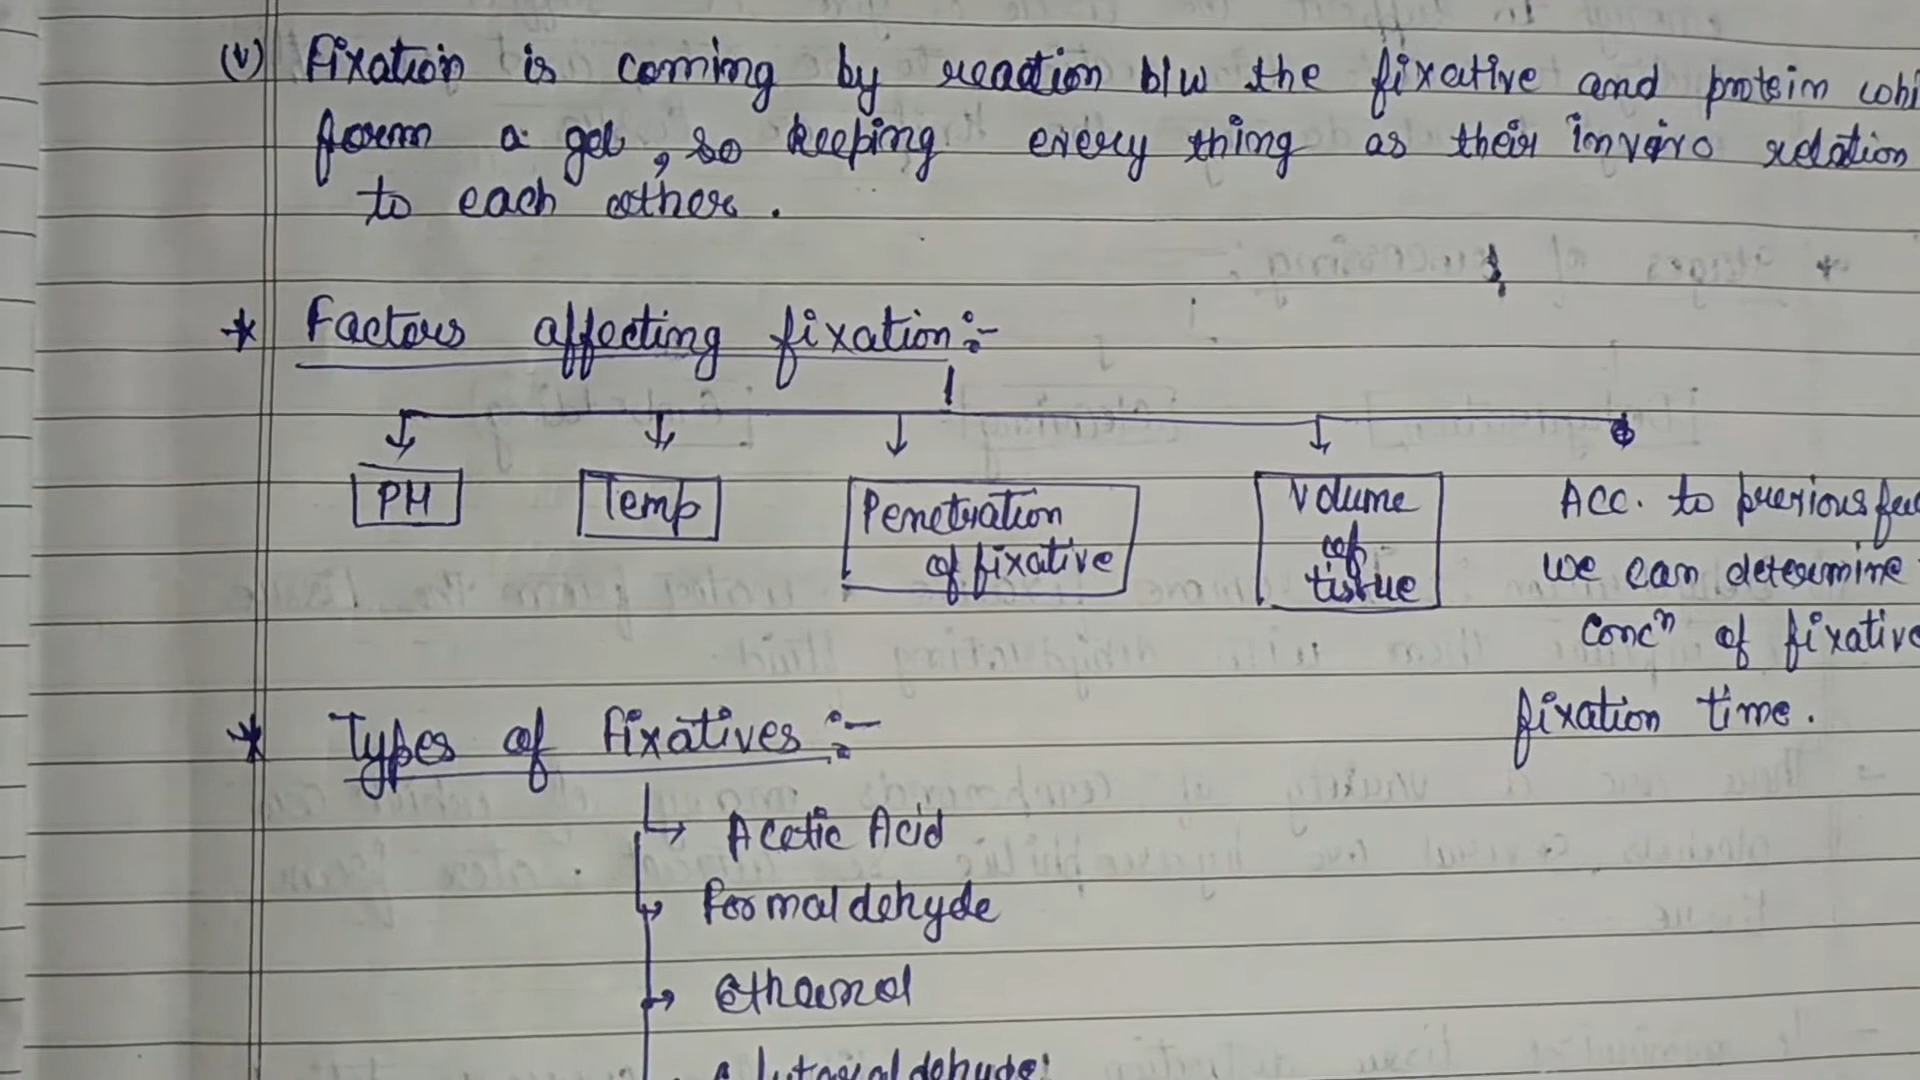 (v) Fixation is coming by reaction b/w the fixative and protein
form a gel, so keeping every thing as their invivo relation
to each other.
* Factors affecting fixation:-
PH
Temp
Penetration
of fixative
Volume
of
tissue
Acc. to previous
we can determine
concn of fixative
fixation time.
* Types of Fixatives:-
Acetic Acid
Formaldehyde
Ethanol
Glutaraldehyde